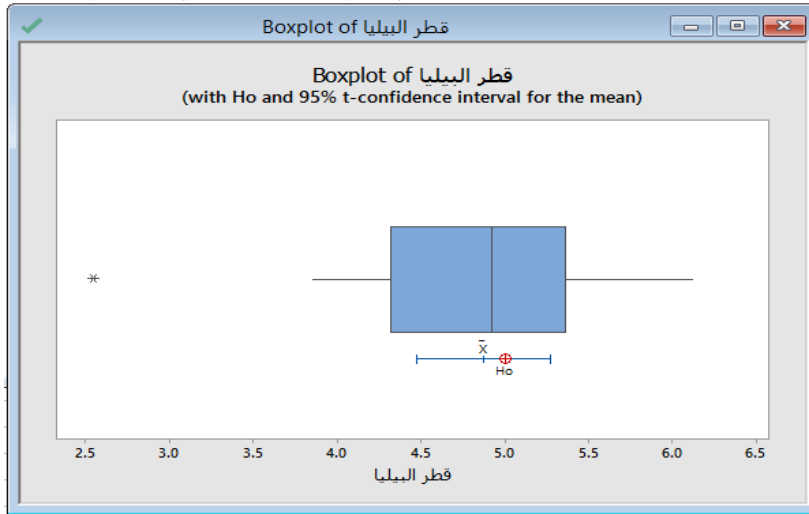 Boxplot of قطر البيليا
Boxplot of قطر البيليا
(with Ho and 95% t-confidence interval for the mean)
X̄
Ho
2.5 3.0 3.5 4.0 4.5 5.0 5.5 6.0 6.5
قطر البيليا